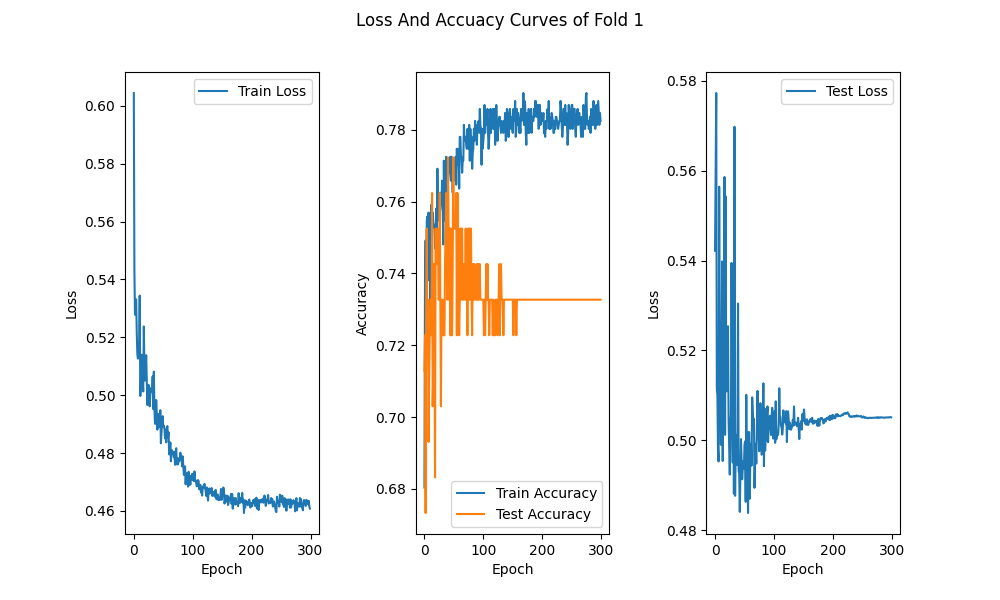 Loss And Accuacy Curves of Fold 1
Train Loss
0.60
0.58
0.56
0.54
0.52
0.50
0.48
0.46
Loss
0
100
200
300
Epoch
0.78
0.76
0.74
0.72
0.70
0.68
Accuracy
Train Accuracy
Test Accuracy
0
100
200
300
Epoch
Test Loss
0.58
0.56
0.54
0.52
0.50
0.48
Loss
0
100
200
300
Epoch